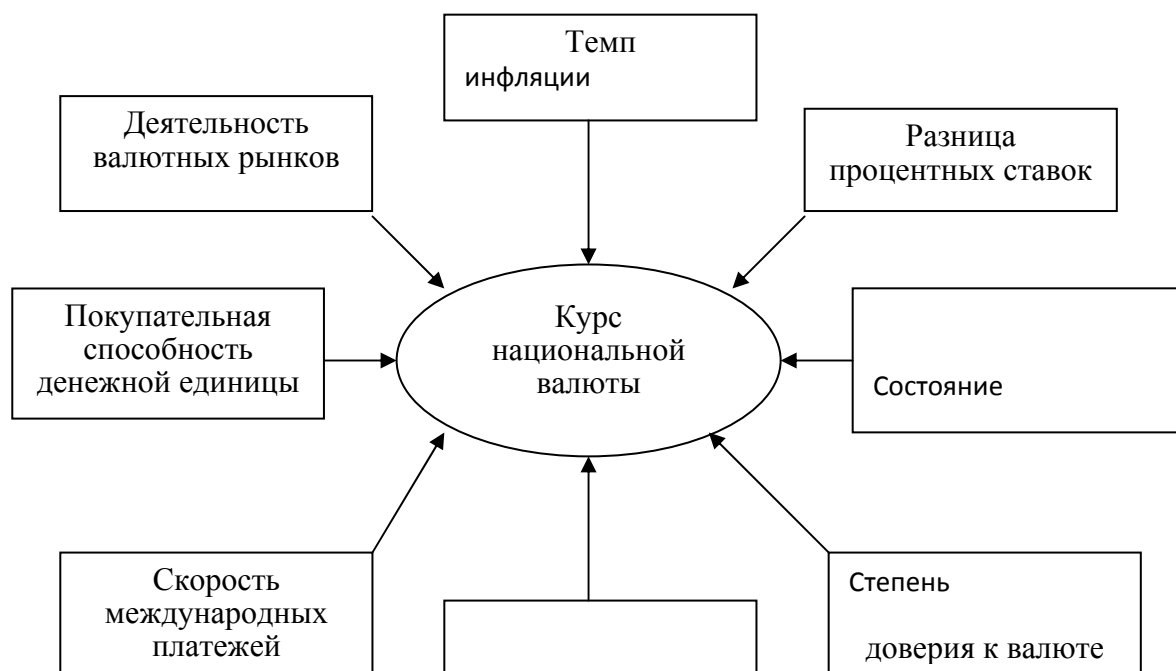 Темп
инфляции
Деятельность
валютных рынков
Разница
процентных ставок
Покупательная
способность
денежной единицы
Курс
национальной
валюты
Состояние
Скорость
международных
платежей
Степень
доверия к валюте